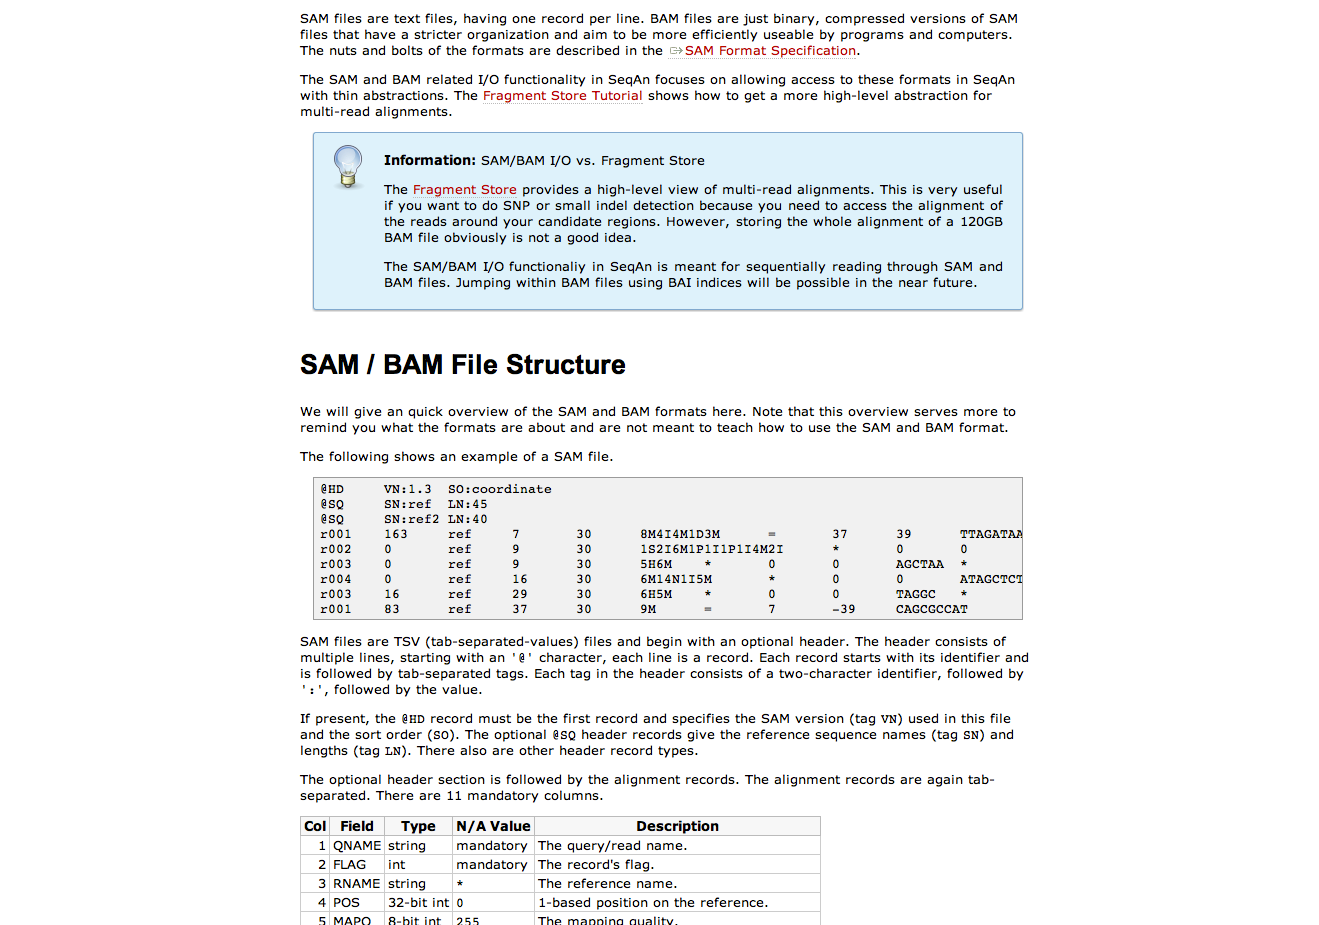 SAM files are text files, having one record per line. BAM files are just binary, compressed versions of SAM
files that have a stricter organization and aim to be more efficiently useable by programs and computers.
The nuts and bolts of the formats are described in the SAM Format Specification.
The SAM and BAM related I/O functionality in SeqAn focuses on allowing access to these formats in SeqAn
with thin abstractions. The Fragment Store Tutorial shows how to get a more high-level abstraction for
multi-read alignments.
Information: SAM/BAM I/O vs. Fragment Store
The Fragment Store provides a high-level view of multi-read alignments. This is very useful
if you want to do SNP or small indel detection because you need to access the alignment of
the reads around your candidate regions. However, storing the whole alignment of a 120GB
BAM file obviously is not a good idea.
The SAM/BAM I/O functionaliy in SeqAn is meant for sequentially reading through SAM and
BAM files. Jumping within BAM files using BAI indices will be possible in the near future.
SAM / BAM File Structure
We will give an quick overview of the SAM and BAM formats here. Note that this overview serves more to
remind you what the formats are about and are not meant to teach how to use the SAM and BAM format.
The following shows an example of a SAM file.
@HD VN:1.3 SO:coordinate
@SQ SN:ref LN:45
@SQ SN:ref2 LN:40
r001 163 ref 7 30 8M4I4M1D3M = 37 39 TTAGATAA
r002 0 ref 9 30 1S2I6M1P1I1P1I4M2I * 0 0
r003 0 ref 9 30 5H6M * 0 0 AGCTAA *
r004 0 ref 16 30 6M14N1I5M * 0 0 ATAGCTCT
r003 16 ref 29 30 6H5M * 0 0 TAGGC *
r001 83 ref 37 30 9M = 7 -39 CAGCGCCAT
SAM files are TSV (tab-separated-values) files and begin with an optional header. The header consists of
multiple lines, starting with an '@' character, each line is a record. Each record starts with its identifier and
is followed by tab-separated tags. Each tag in the header consists of a two-character identifier, followed by
':', followed by the value.
If present, the @HD record must be the first record and specifies the SAM version (tag VN) used in this file
and the sort order (SO). The optional @SQ header records give the reference sequence names (tag SN) and
lengths (tag LN). There also are other header record types.
The optional header section is followed by the alignment records. The alignment records are again tab-
separated. There are 11 mandatory columns.
Col Field Type N/A Value Description
1 QNAME string mandatory The query/read name.
2 FLAG int mandatory The record's flag.
3 RNAME string * The reference name.
4 POS 32-bit int 0 1-based position on the reference.
5 MAPQ 8-bit int 255 The mapping quality.